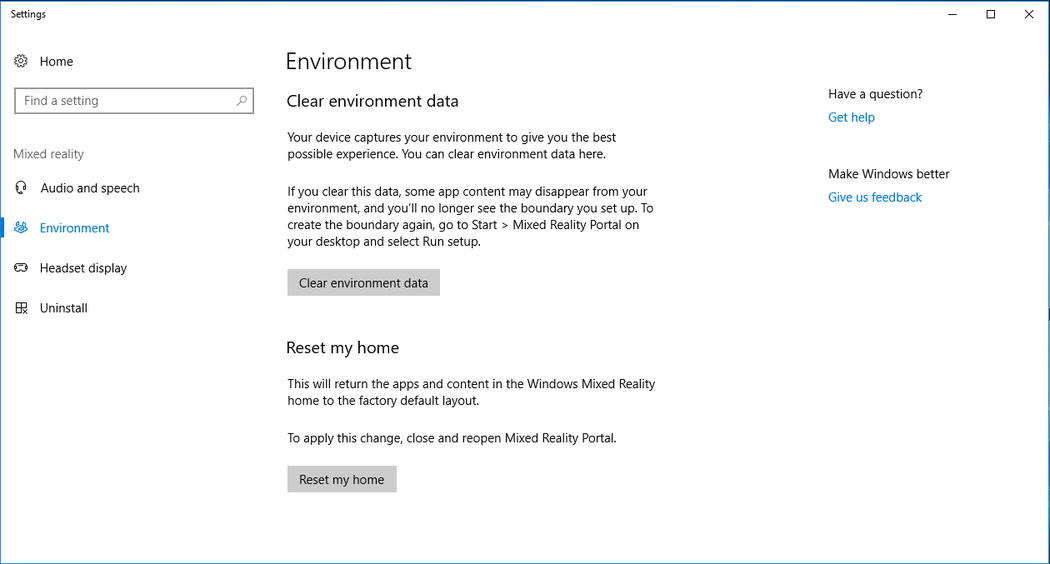 Settings
Home
Find a setting
Mixed reality
Audio and speech
Environment
Headset display
Uninstall
Environment
Clear environment data
Your device captures your environment to give you the best
possible experience. You can clear environment data here.
If you clear this data, some app content may disappear from your
environment, and you'll no longer see the boundary you set up. To
create the boundary again, go to Start > Mixed Reality Portal on
your desktop and select Run setup.
Clear environment data
Reset my home
This will return the apps and content in the Windows Mixed Reality
home to the factory default layout.
To apply this change, close and reopen Mixed Reality Portal.
Reset my home
Have a question?
Get help
Make Windows better
Give us feedback